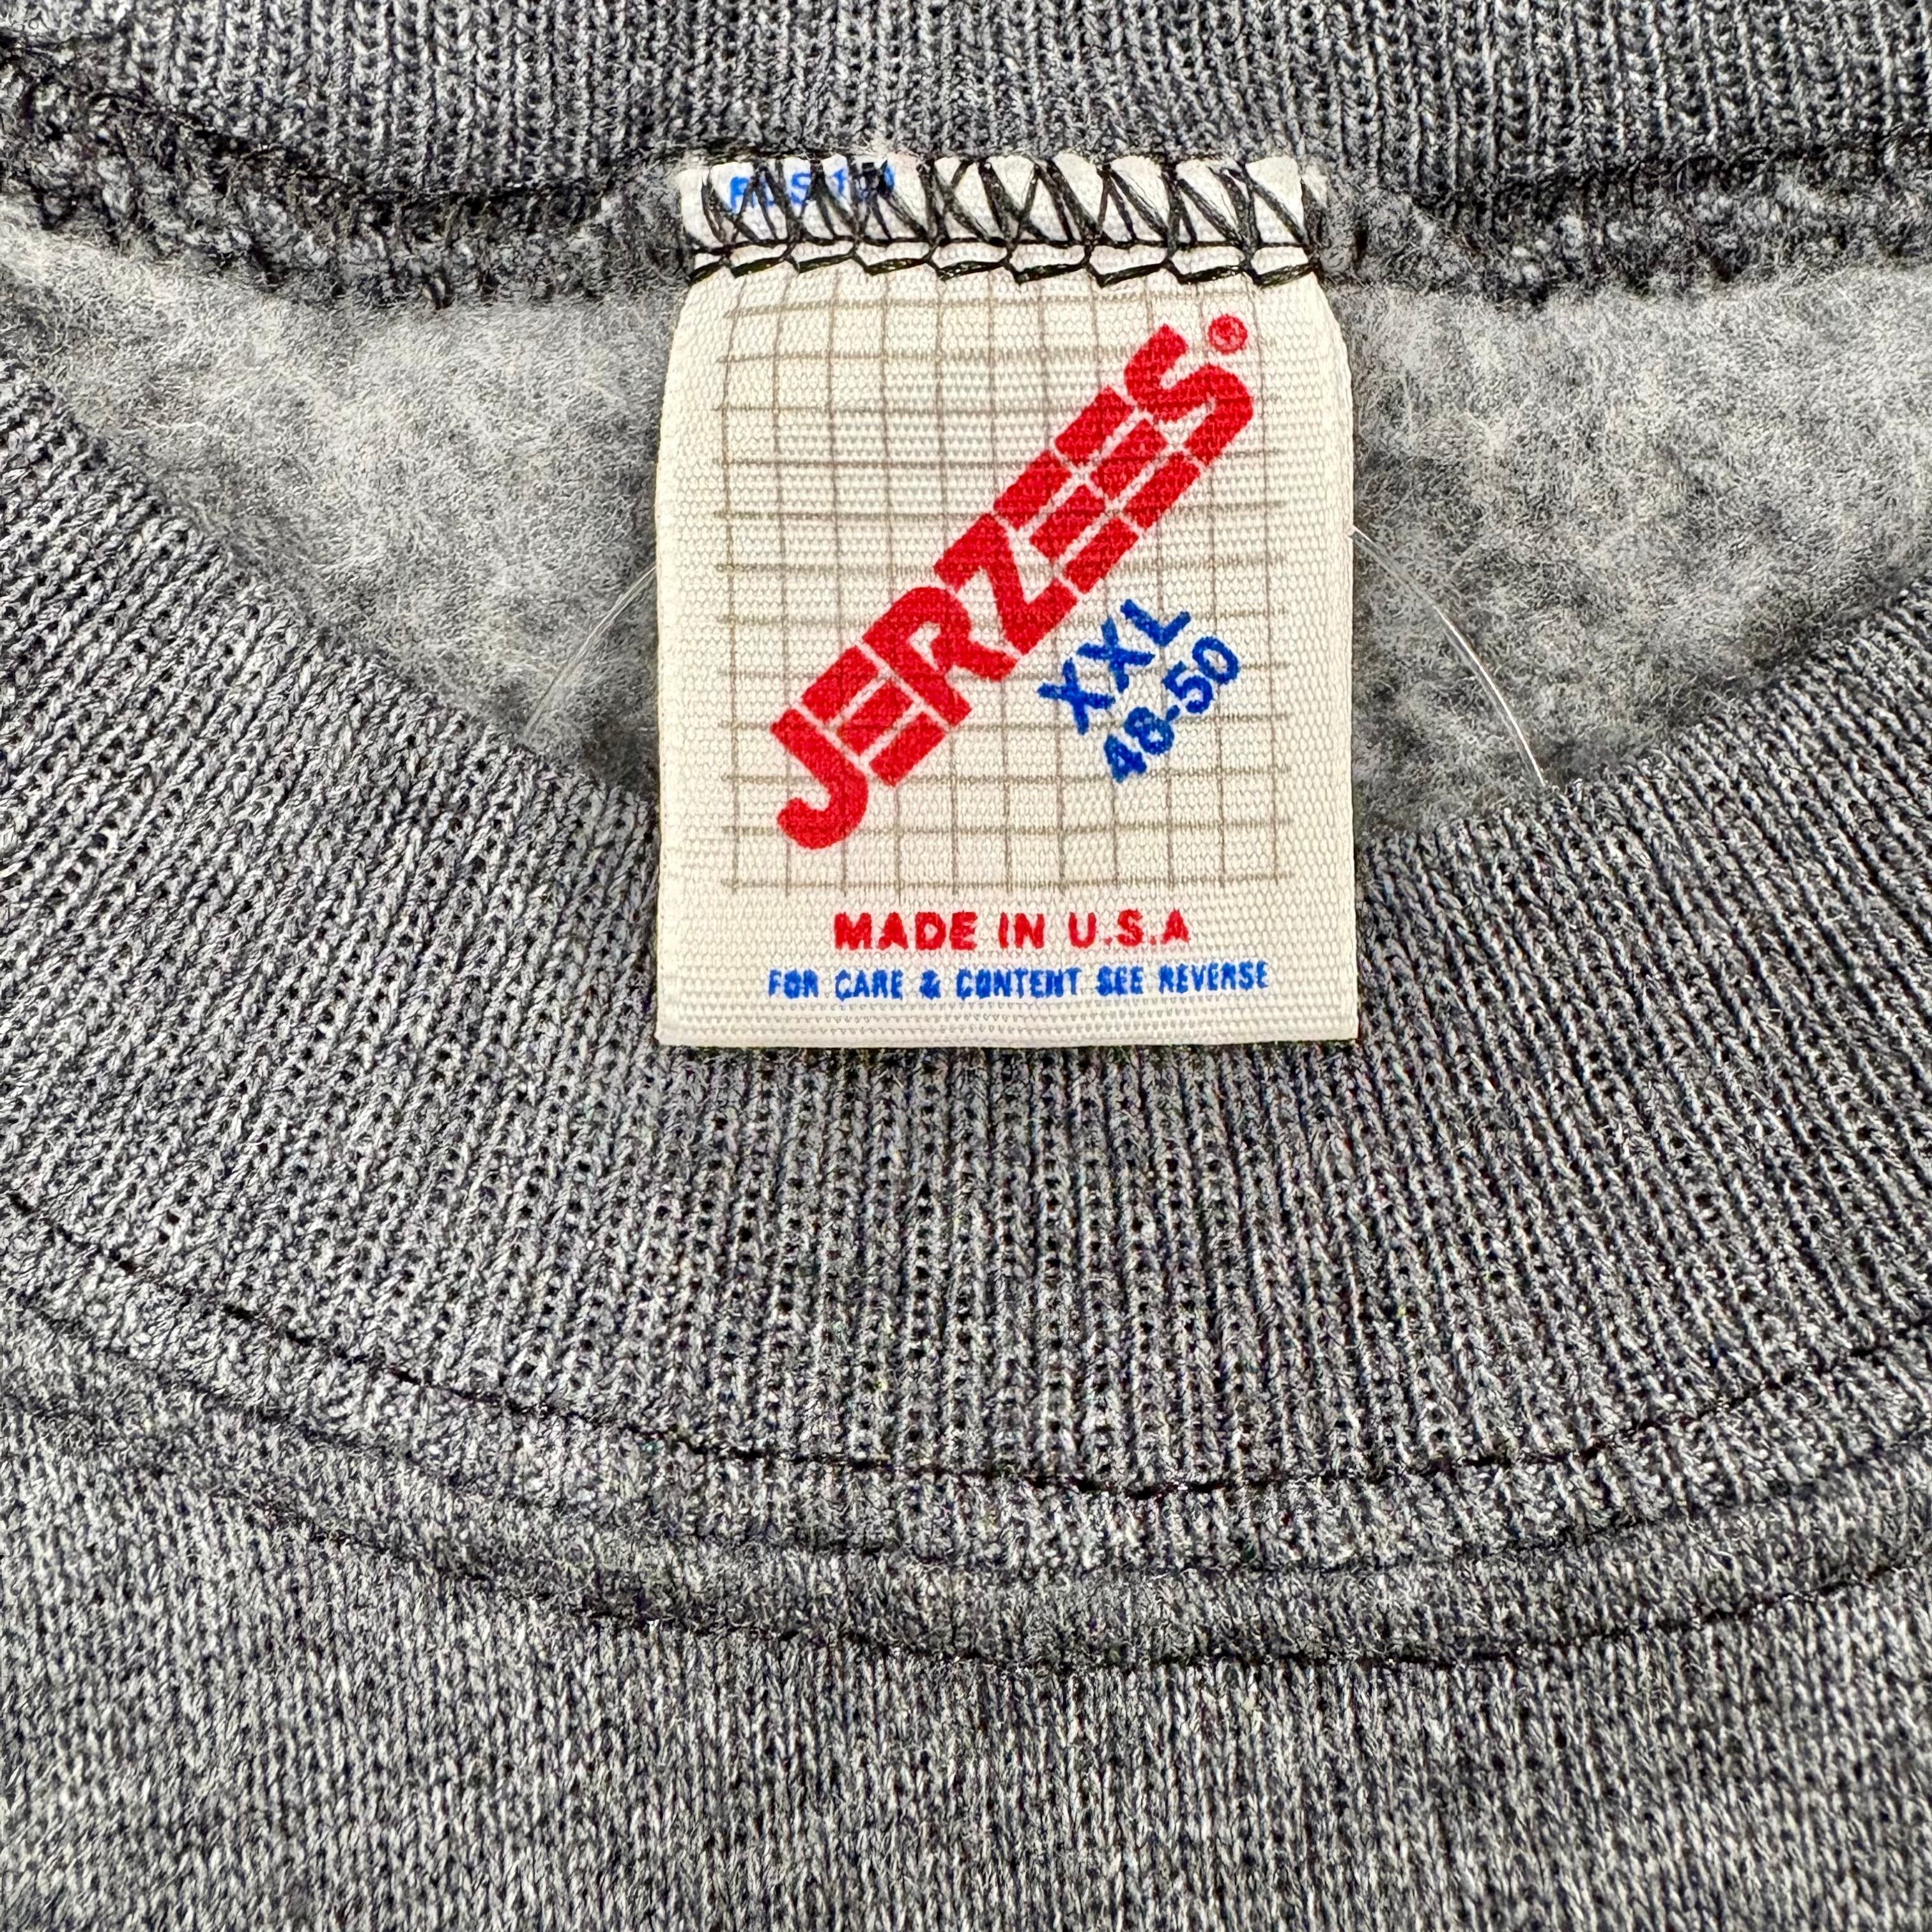 JERZEES®
XXL
48-50
MADE IN U.S.A
FOR CARE & CONTENT SEE REVERSE